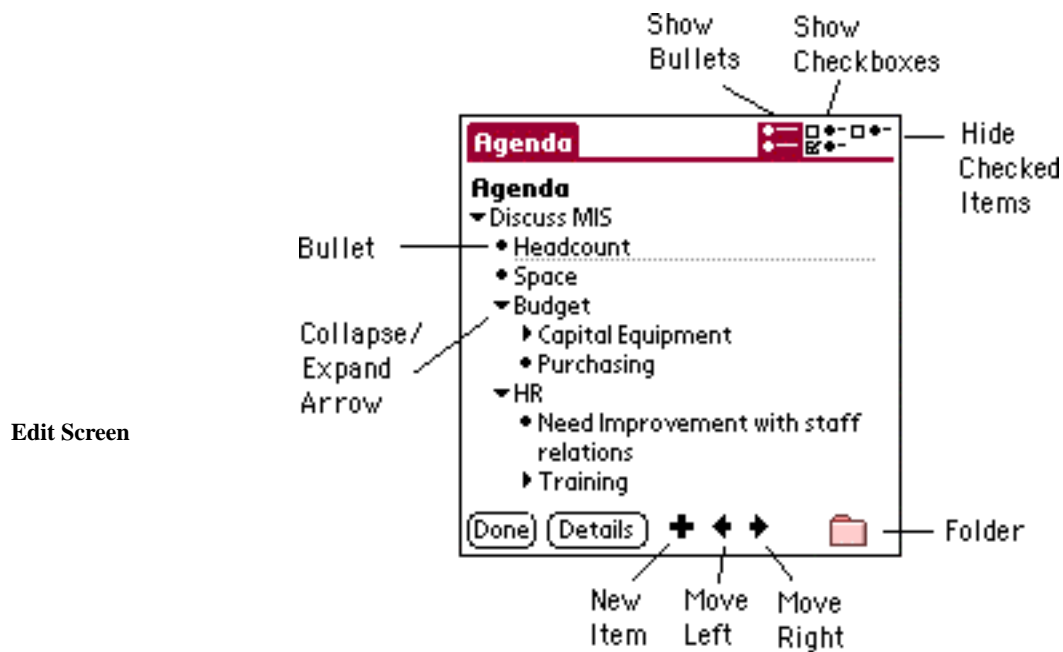 Show
Bullets
Show
Checkboxes
Agenda
Hide
Checked
Items
Agenda
Discuss MIS
Bullet
Headcount
Space
Budget
Collapse/
Expand
Arrow
Capital Equipment
Purchasing
HR
Edit Screen
Need Improvement with staff
relations
Training
Done
Details
Folder
New
Item
Move
Left
Move
Right